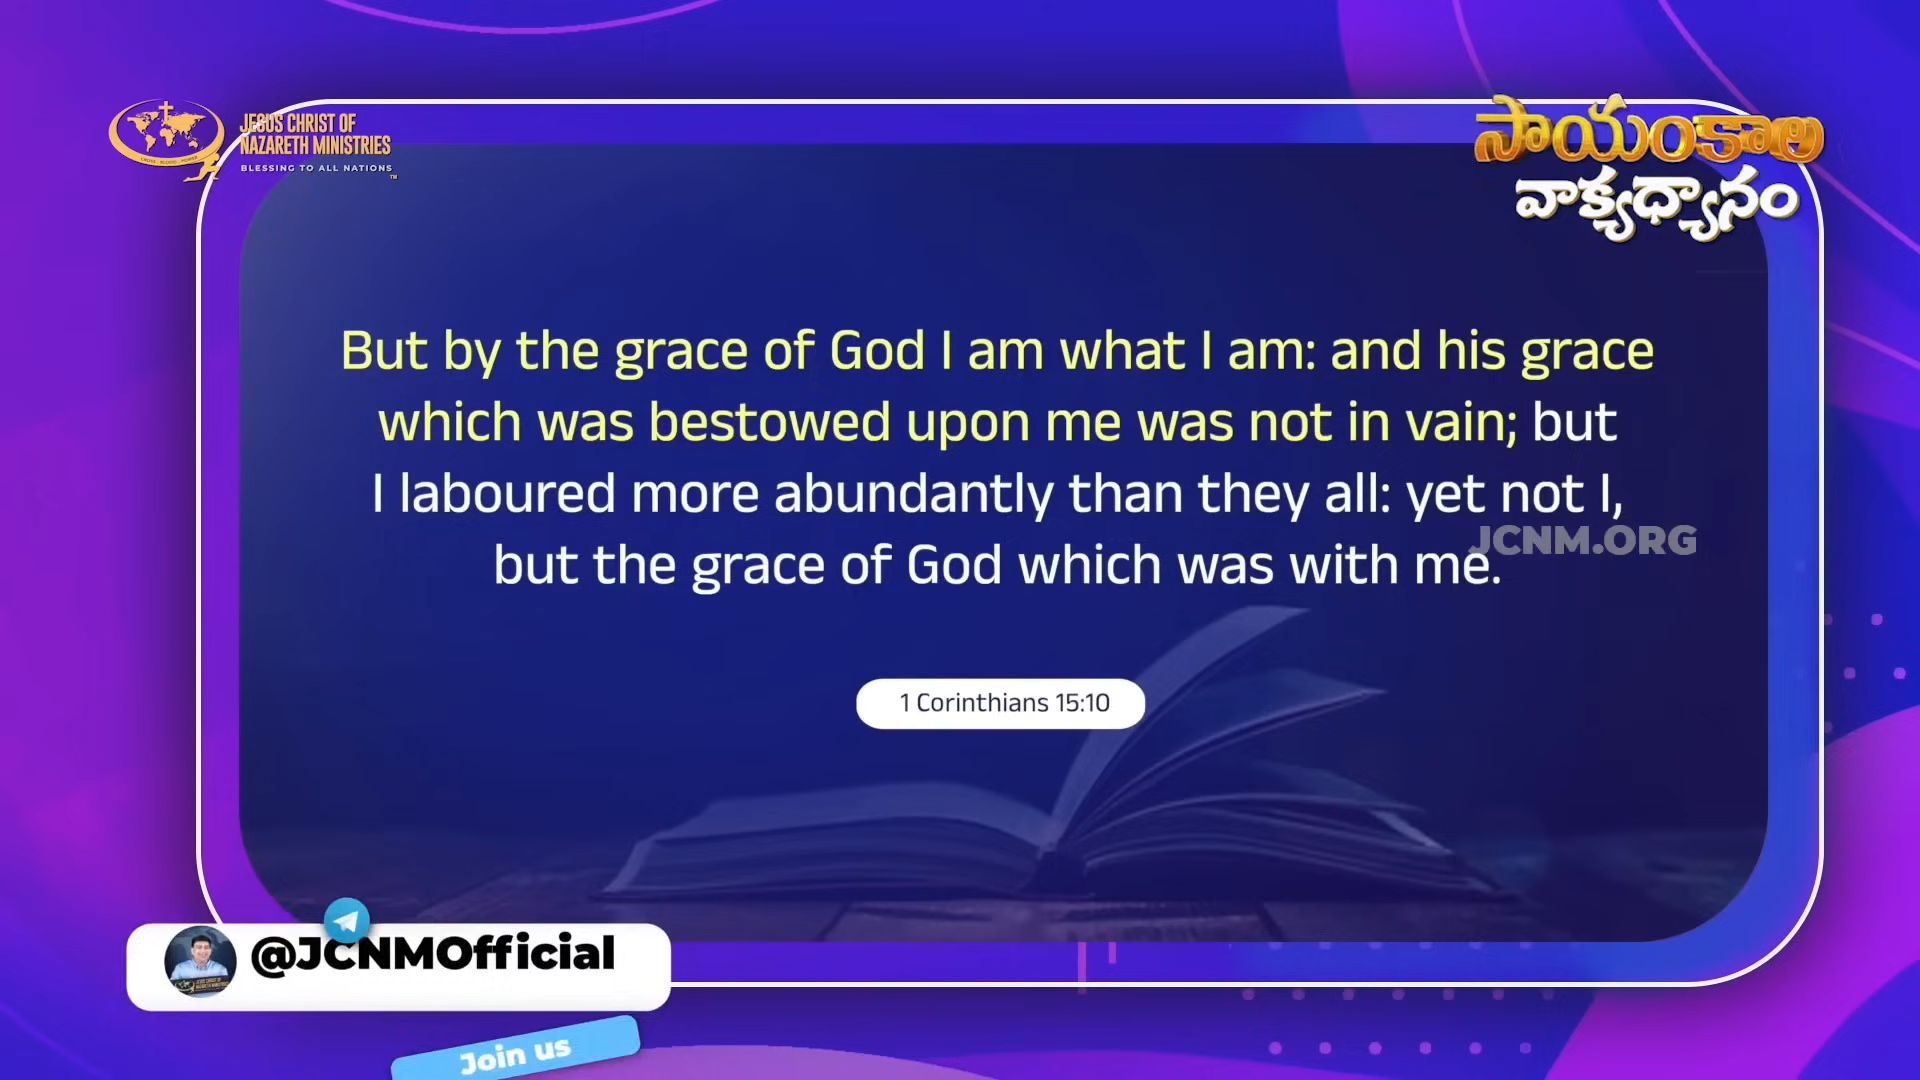 JESUS CHRIST OF
NAZARETH MINISTRIES
BLESSING TO ALL NATIONS
TM
సాయంకాల
వాక్యధ్యానం
But by the grace of God I am what I am: and his grace
which was bestowed upon me was not in vain; but
I laboured more abundantly than they all: yet not I,
but the grace of God which was with me.
JCNM.ORG
1 Corinthians 15:10
@JCNMOfficial
Join us